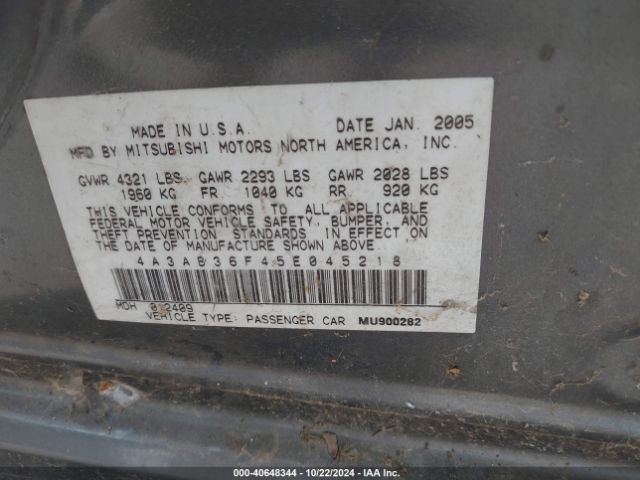 MADE IN U.S.A. DATE JAN. 2005
MFD BY MITSUBISHI MOTORS NORTH AMERICA, INC.
GVWR 4321 LBS GAWR 2293 LBS GAWR 2028 LBS
1960 KG FR. 1040 KG RR. 920 KG
THIS VEHICLE CONFORMS TO ALL APPLICABLE
FEDERAL MOTOR VEHICLE SAFETY, BUMPER, AND
THEFT PREVENTION STANDARDS IN EFFECT ON
THE DATE OF MANUFACTURE SHOWN ABOVE.
4A3AB36F45E045218
MDH 012409
VEHICLE TYPE: PASSENGER CAR MU900282
000-40648344 | 10/22/2024 | IAA Inc.